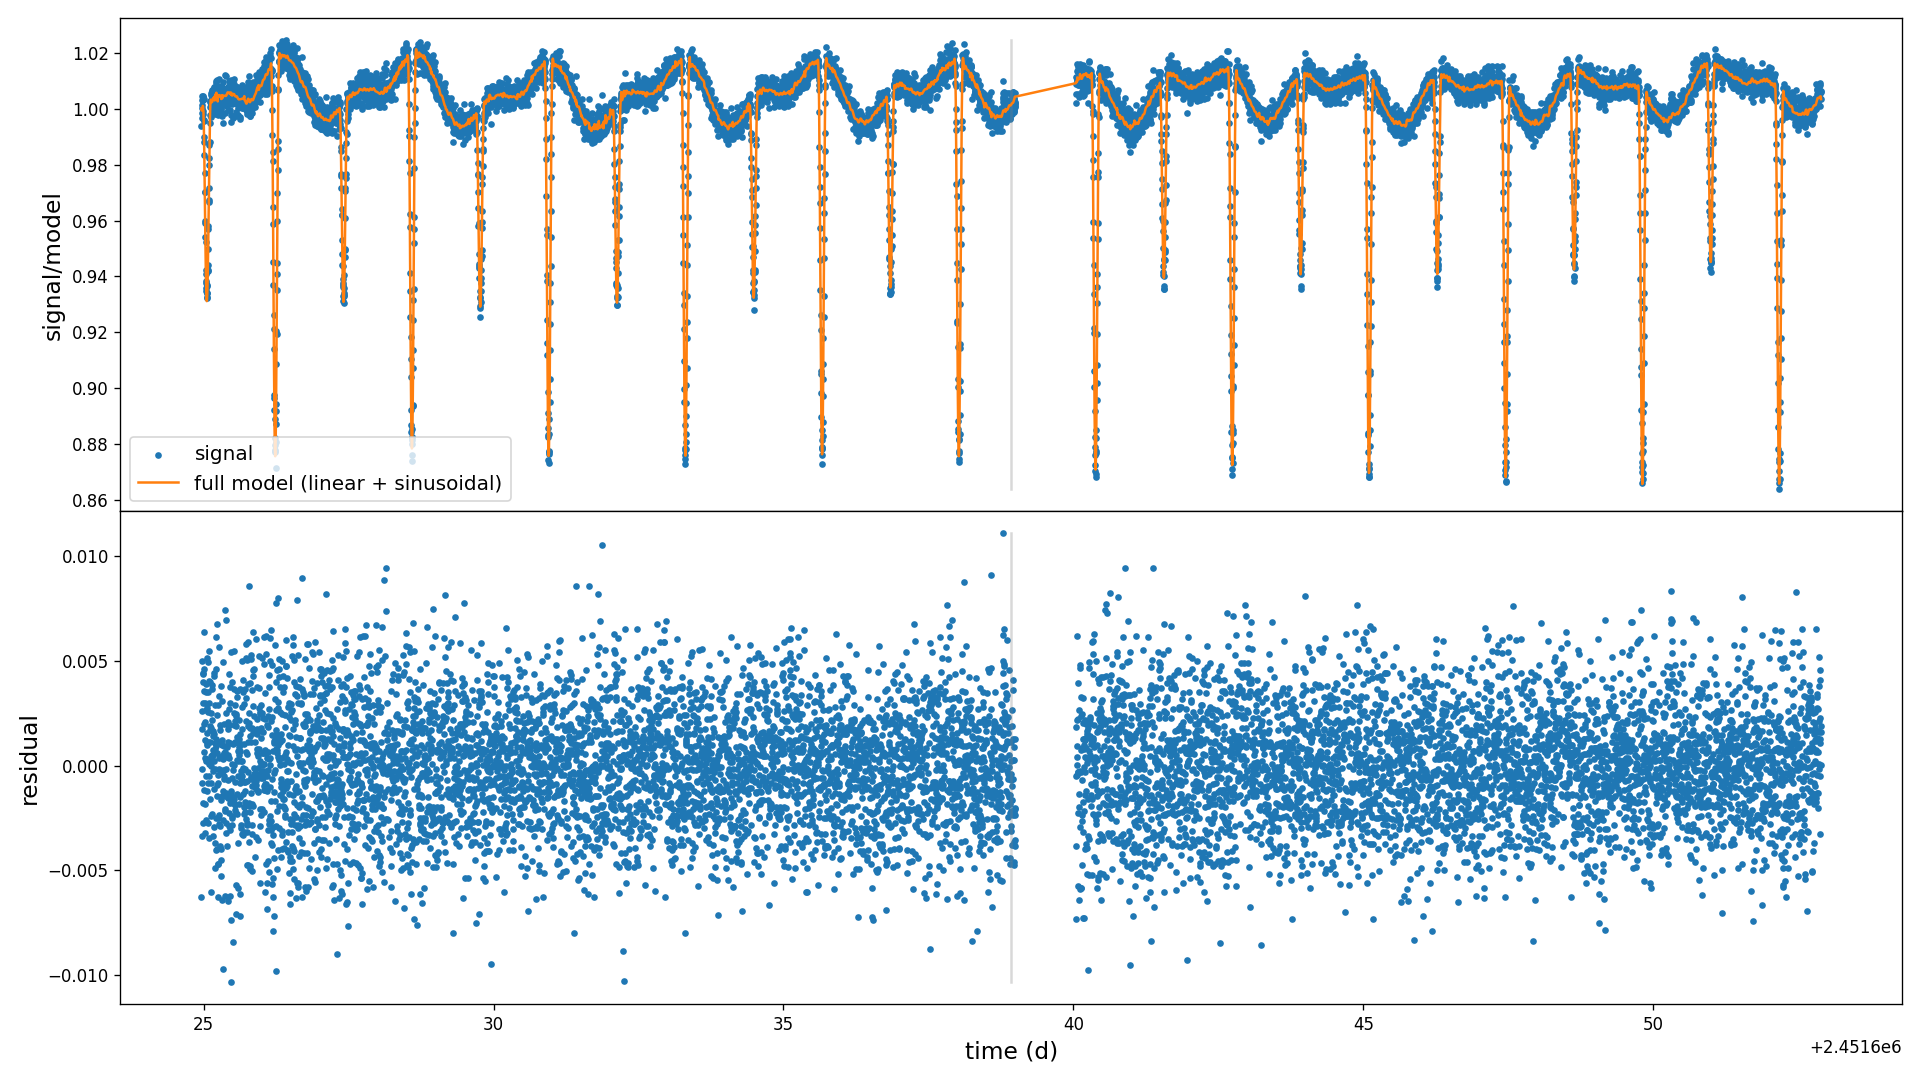 1.02
1.00
0.98
0.96
0.94
0.92
0.90
0.88
0.86
signal/model
signal
full model (linear + sinusoidal)
0.010
0.005
0.000
−0.005
−0.010
residual
25 30 35 40 45 50
time (d)
+2.4516e6